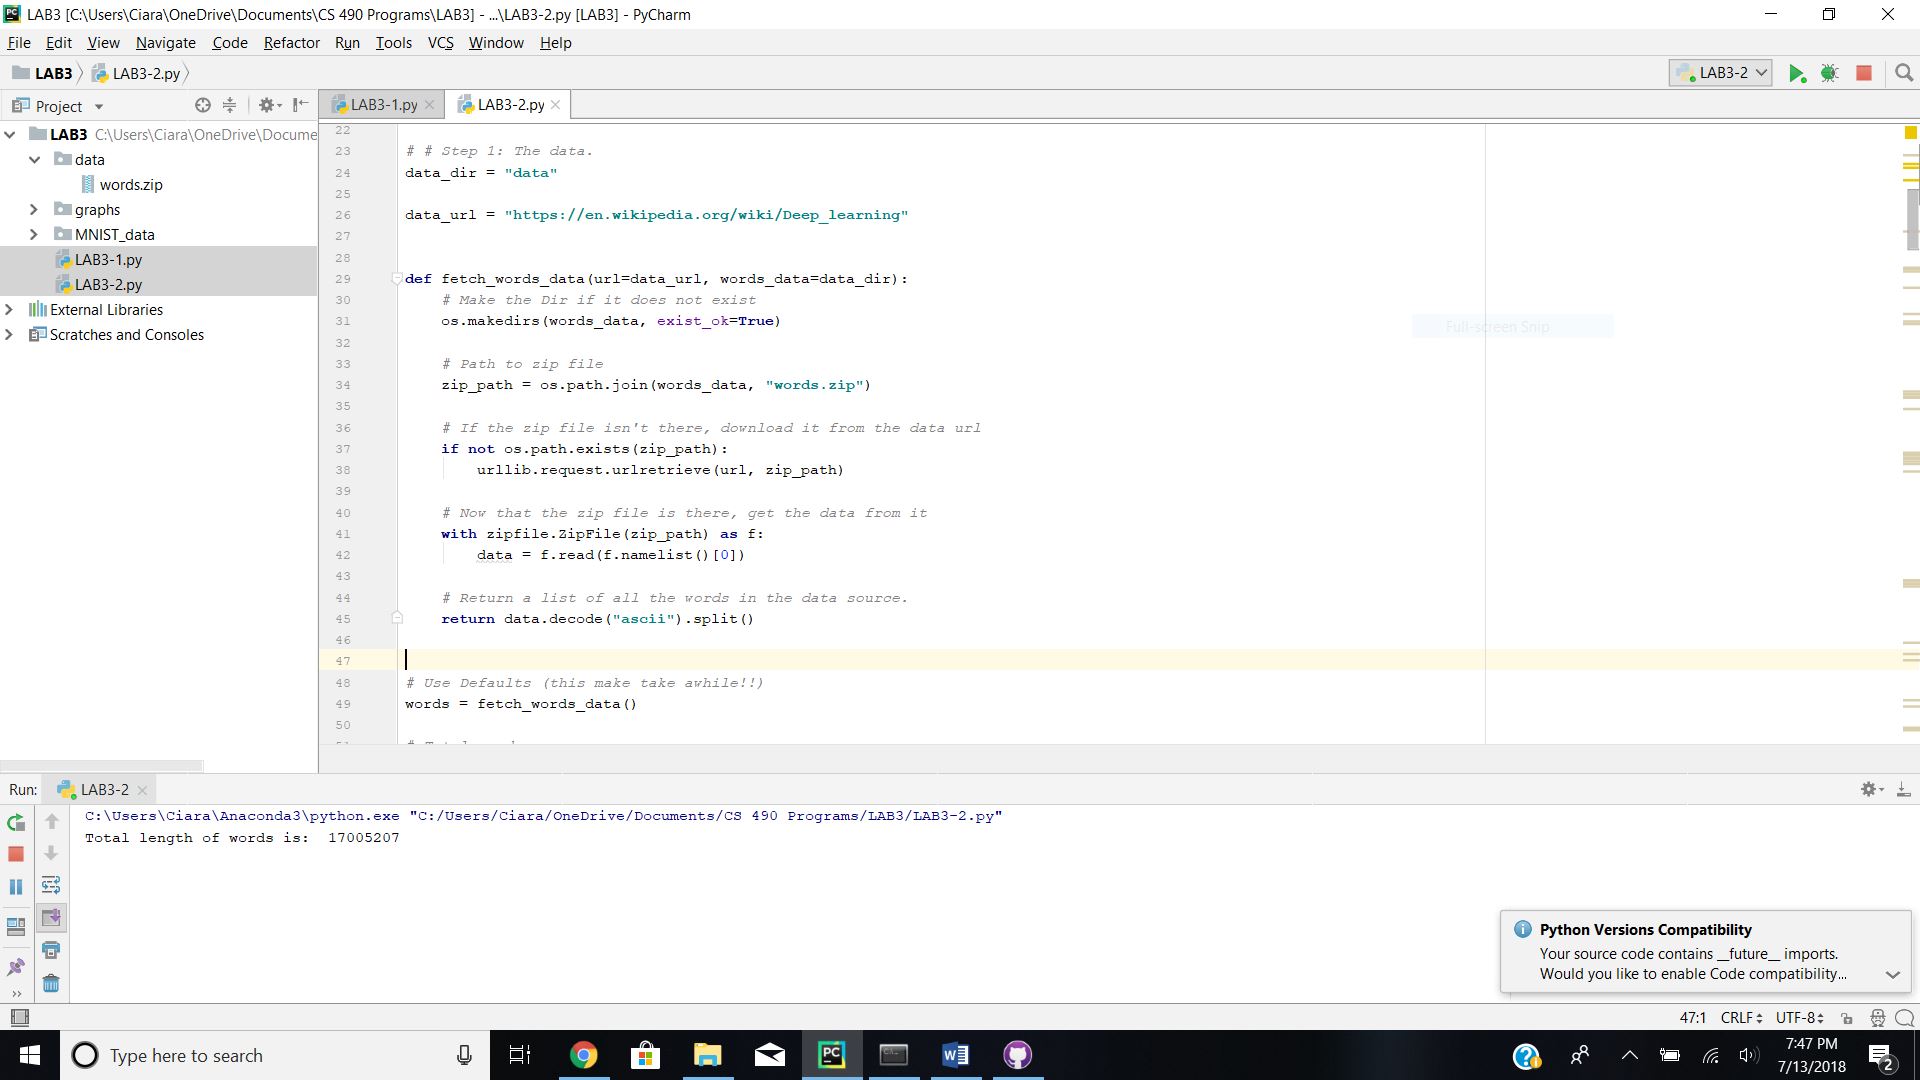 LAB3 [C:\Users\Ciara\OneDrive\Documents\CS 490 Programs\LAB3] - ...\LAB3-2.py [LAB3] - PyCharm
File Edit View Navigate Code Refactor Run Tools VCS Window Help
LAB3 LAB3-2.py LAB3-2
Project
LAB3-1.py LAB3-2.py
LAB3 C:\Users\Ciara\OneDrive\Docume
data
words.zip
graphs
MNIST_data
LAB3-1.py
LAB3-2.py
External Libraries
Scratches and Consoles
22
23 # # Step 1: The data.
24 data_dir = "data"
25
26 data_url = "https://en.wikipedia.org/wiki/Deep_learning"
27
28
29 def fetch_words_data(url=data_url, words_data=data_dir):
30 # Make the Dir if it does not exist
31 os.makedirs(words_data, exist_ok=True)
32
33 # Path to zip file
34 zip_path = os.path.join(words_data, "words.zip")
35
36 # If the zip file isn't there, download it from the data url
37 if not os.path.exists(zip_path):
38 urllib.request.urlretrieve(url, zip_path)
39
40 # Now that the zip file is there, get the data from it
41 with zipfile.ZipFile(zip_path) as f:
42 data = f.read(f.namelist()[0])
43
44 # Return a list of all the words in the data source.
45 return data.decode("ascii").split()
46
47
48 # Use Defaults (this make take awhile!!)
49 words = fetch_words_data()
50
Full-screen Snip
Run: LAB3-2
C:\Users\Ciara\Anaconda3\python.exe "C:/Users/Ciara/OneDrive/Documents/CS 490 Programs/LAB3/LAB3-2.py"
Total length of words is: 17005207
Python Versions Compatibility
Your source code contains __future__ imports.
Would you like to enable Code compatibility...
47:1 CRLF UTF-8
Type here to search
7:47 PM
7/13/2018
2